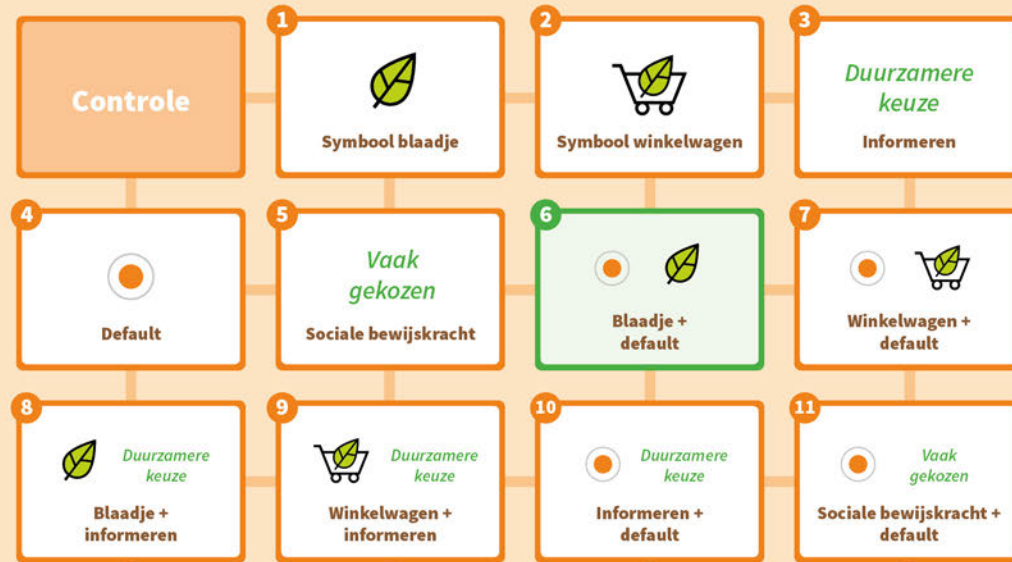 Controle
1
Symbool blaadje
2
Symbool winkelwagen
3
Duurzamere
keuze
Informeren
4
Default
5
Vaak
gekozen
Sociale bewijskracht
6
Blaadje +
default
7
Winkelwagen +
default
8
Duurzamere
keuze
Blaadje +
informeren
9
Duurzamere
keuze
Winkelwagen +
informeren
10
Duurzamere
keuze
Informeren +
default
11
Vaak
gekozen
Sociale bewijskracht +
default